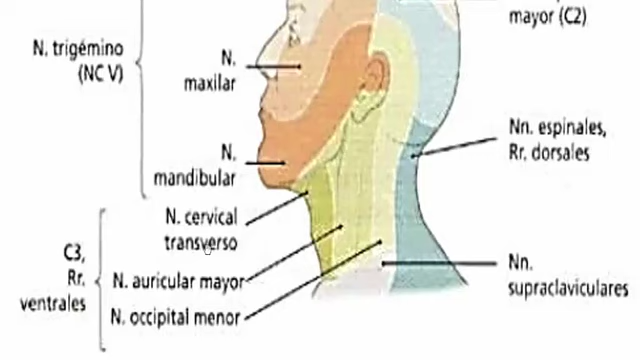 mayor (C2)
N. trigémino
(NC V)
N.
maxilar
Nn. espinales,
Rr. dorsales
N.
mandibular
N. cervical
transverso
C3,
Rr.
ventrales
N. auricular mayor
Nn.
supraclaviculares
N. occipital menor